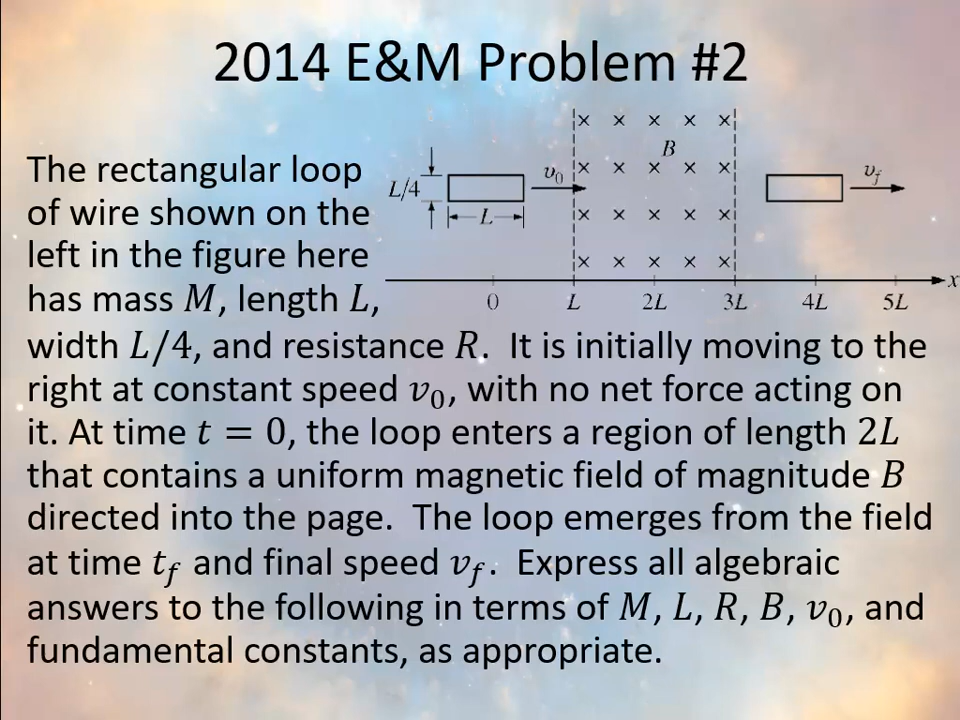 2014 E&M Problem #2
The rectangular loop
of wire shown on the
left in the figure here
has mass M, length L,
width L/4, and resistance R. It is initially moving to the
right at constant speed v₀, with no net force acting on
it. At time t = 0, the loop enters a region of length 2L
that contains a uniform magnetic field of magnitude B
directed into the page. The loop emerges from the field
at time t_f and final speed v_f. Express all algebraic
answers to the following in terms of M, L, R, B, v₀, and
fundamental constants, as appropriate.
× × × × ×
B
L/4 v₀ × × × × × v_f
L
× × × × ×
× × × × ×
x
0 L 2L 3L 4L 5L